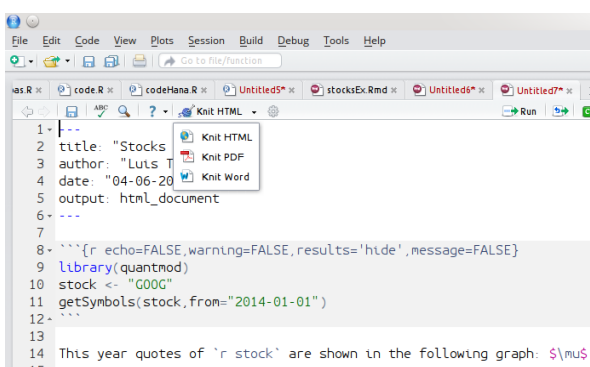 File Edit Code View Plots Session Build Debug Tools Help
Go to file/function
as.R × code.R × codeHana.R × Untitled5* × stocksEx.Rmd × Untitled6* × Untitled7* ×
ABC ? Knit HTML Run
Knit HTML
Knit PDF
Knit Word
1 ---
2 title: "Stocks
3 author: "Luis T
4 date: "04-06-20
5 output: html_document
6 ---
7
8 ```{r echo=FALSE,warning=FALSE,results='hide',message=FALSE}
9 library(quantmod)
10 stock <- "GOOG"
11 getSymbols(stock,from="2014-01-01")
12 ```
13
14 This year quotes of `r stock` are shown in the following graph: $\mu$